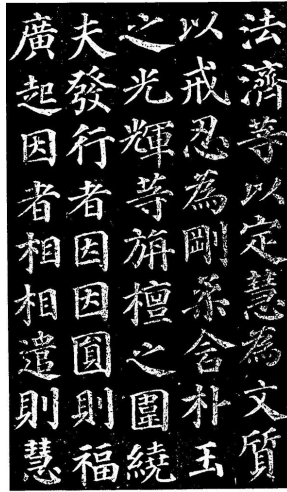 法濟等以定慧為文質
以戒忍為剛柔含朴玉
之光輝等旃檀之圍繞
夫發行者因因圓則福
廣起因者相相遣則慧